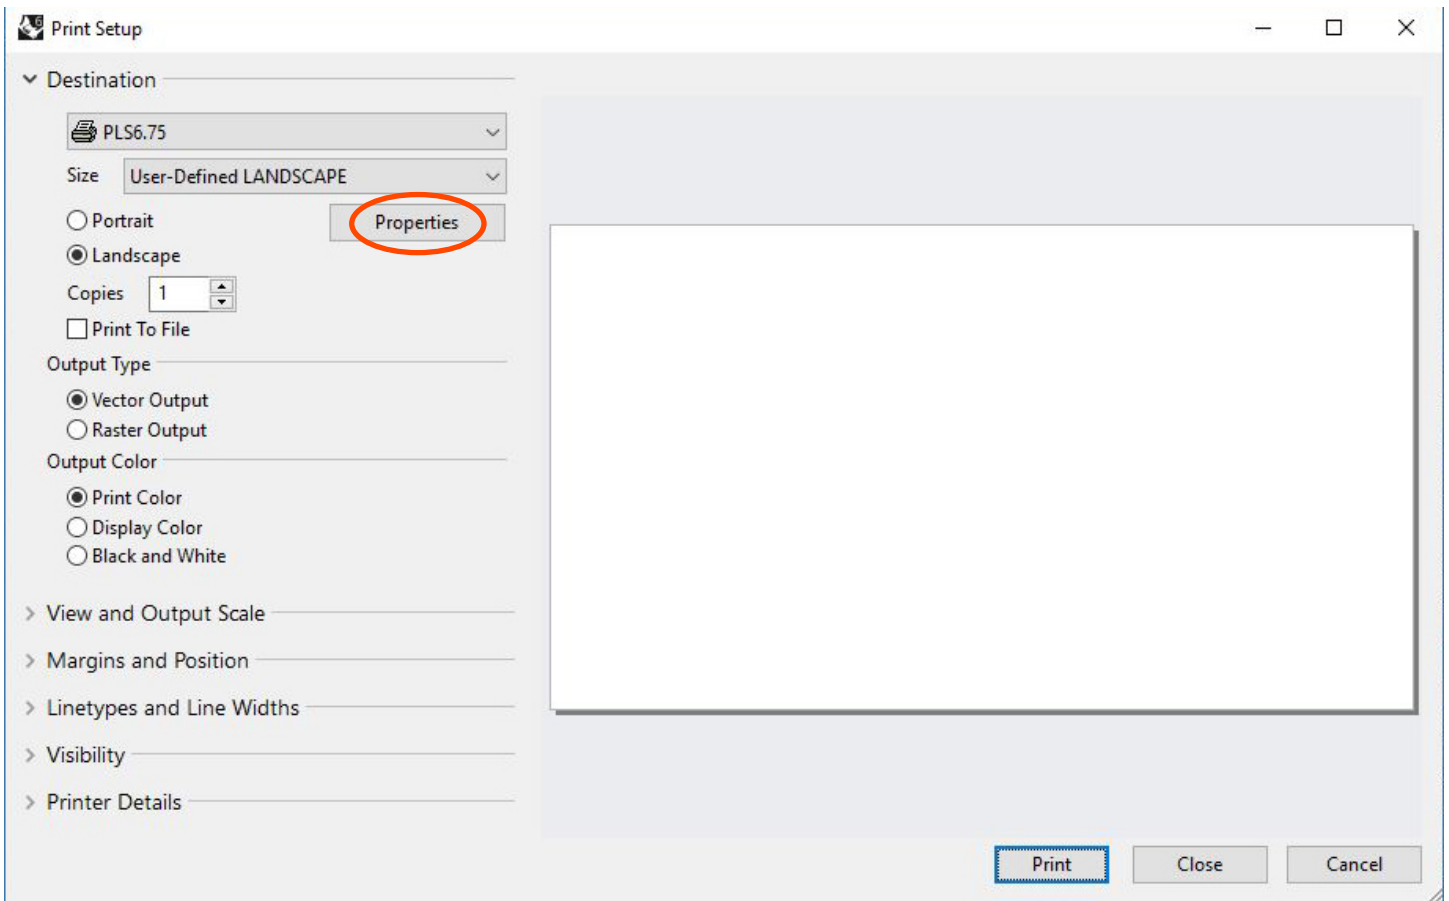 Print Setup
Destination
PLS6.75
Size User-Defined LANDSCAPE
Portrait Properties
Landscape
Copies 1
Print To File
Output Type
Vector Output
Raster Output
Output Color
Print Color
Display Color
Black and White
View and Output Scale
Margins and Position
Linetypes and Line Widths
Visibility
Printer Details
Print Close Cancel